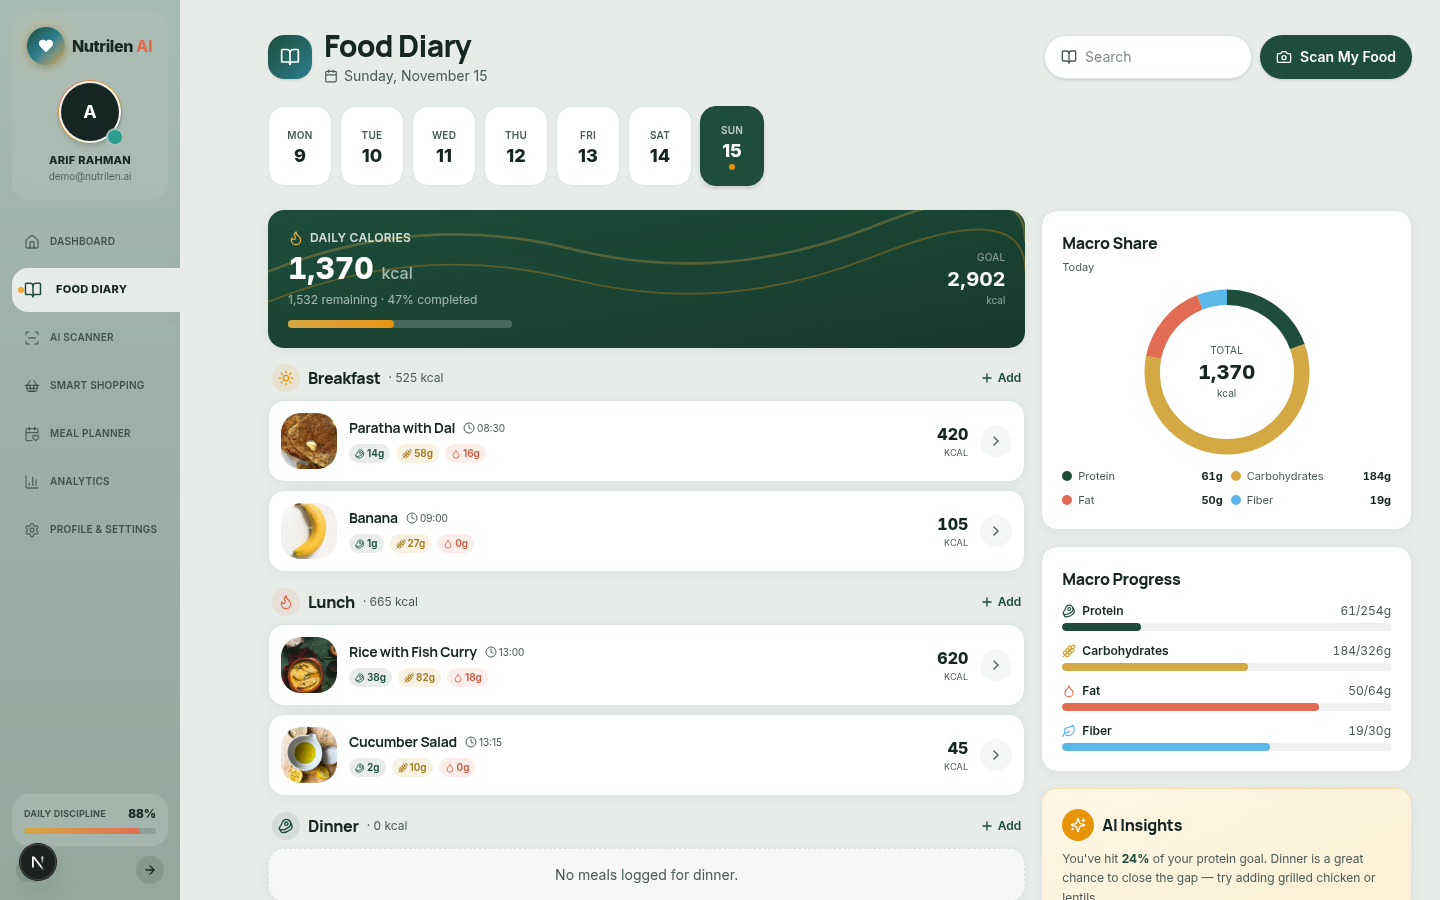 Nutrilen AI
A
ARIF RAHMAN
demo@nutrilen.ai
DASHBOARD
FOOD DIARY
AI SCANNER
SMART SHOPPING
MEAL PLANNER
ANALYTICS
PROFILE & SETTINGS
DAILY DISCIPLINE 88%
N
Food Diary
Sunday, November 15
Search
Scan My Food
MON
9
TUE
10
WED
11
THU
12
FRI
13
SAT
14
SUN
15
DAILY CALORIES
1,370 kcal
1,532 remaining · 47% completed
GOAL
2,902
kcal
Breakfast · 525 kcal
+ Add
Paratha with Dal 08:30
14g 58g 16g
420
KCAL
Banana 09:00
1g 27g 0g
105
KCAL
Lunch · 665 kcal
+ Add
Rice with Fish Curry 13:00
38g 82g 18g
620
KCAL
Cucumber Salad 13:15
2g 10g 0g
45
KCAL
Dinner · 0 kcal
+ Add
No meals logged for dinner.
Macro Share
Today
TOTAL
1,370
kcal
Protein 61g
Carbohydrates 184g
Fat 50g
Fiber 19g
Macro Progress
Protein 61/254g
Carbohydrates 184/326g
Fat 50/64g
Fiber 19/30g
AI Insights
You've hit 24% of your protein goal. Dinner is a great
chance to close the gap — try adding grilled chicken or
lentils.